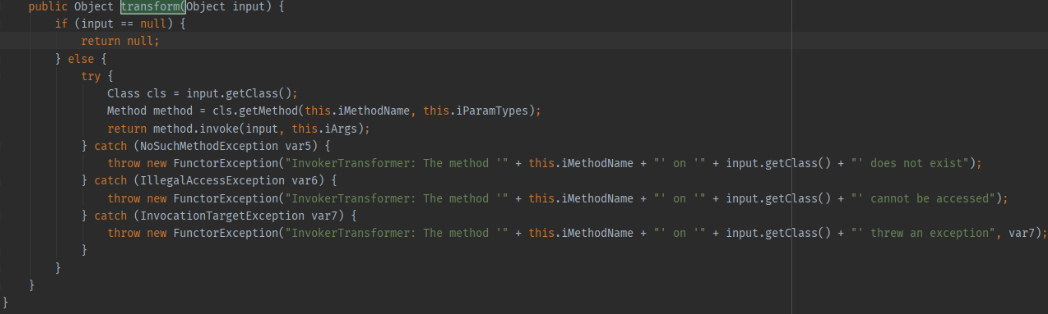 public Object transform(Object input) {
if (input == null) {
return null;
} else {
try {
Class cls = input.getClass();
Method method = cls.getMethod(this.iMethodName, this.iParamTypes);
return method.invoke(input, this.iArgs);
} catch (NoSuchMethodException var5) {
throw new FunctorException("InvokerTransformer: The method '" + this.iMethodName + "' on '" + input.getClass() + "' does not exist");
} catch (IllegalAccessException var6) {
throw new FunctorException("InvokerTransformer: The method '" + this.iMethodName + "' on '" + input.getClass() + "' cannot be accessed");
} catch (InvocationTargetException var7) {
throw new FunctorException("InvokerTransformer: The method '" + this.iMethodName + "' on '" + input.getClass() + "' threw an exception", var7);
}
}
}
}